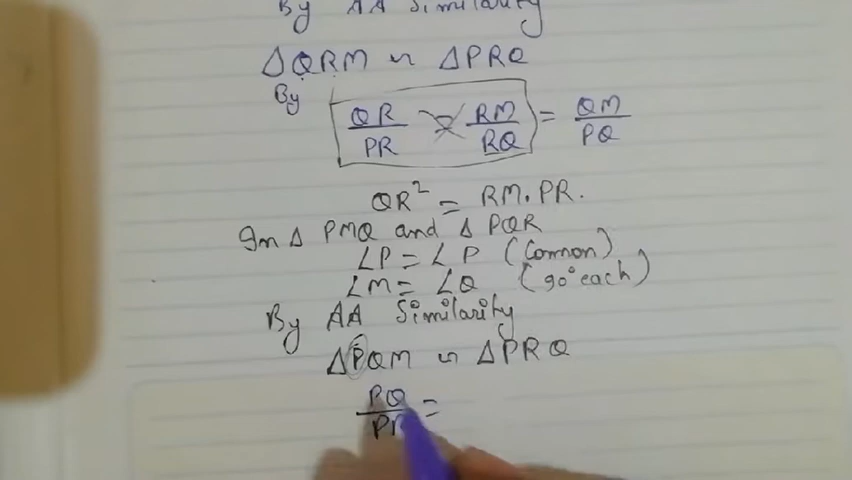 By AA Similarity
ΔQRM ∼ ΔPRQ
By QR/PR = RM/RQ = QM/PQ
QR² = RM.PR.
In Δ PMQ and Δ PQR
∠P = ∠P (Common)
∠M = ∠Q (90° each)
By AA Similarity
ΔPQM ∼ ΔPRQ
PQ/PR =